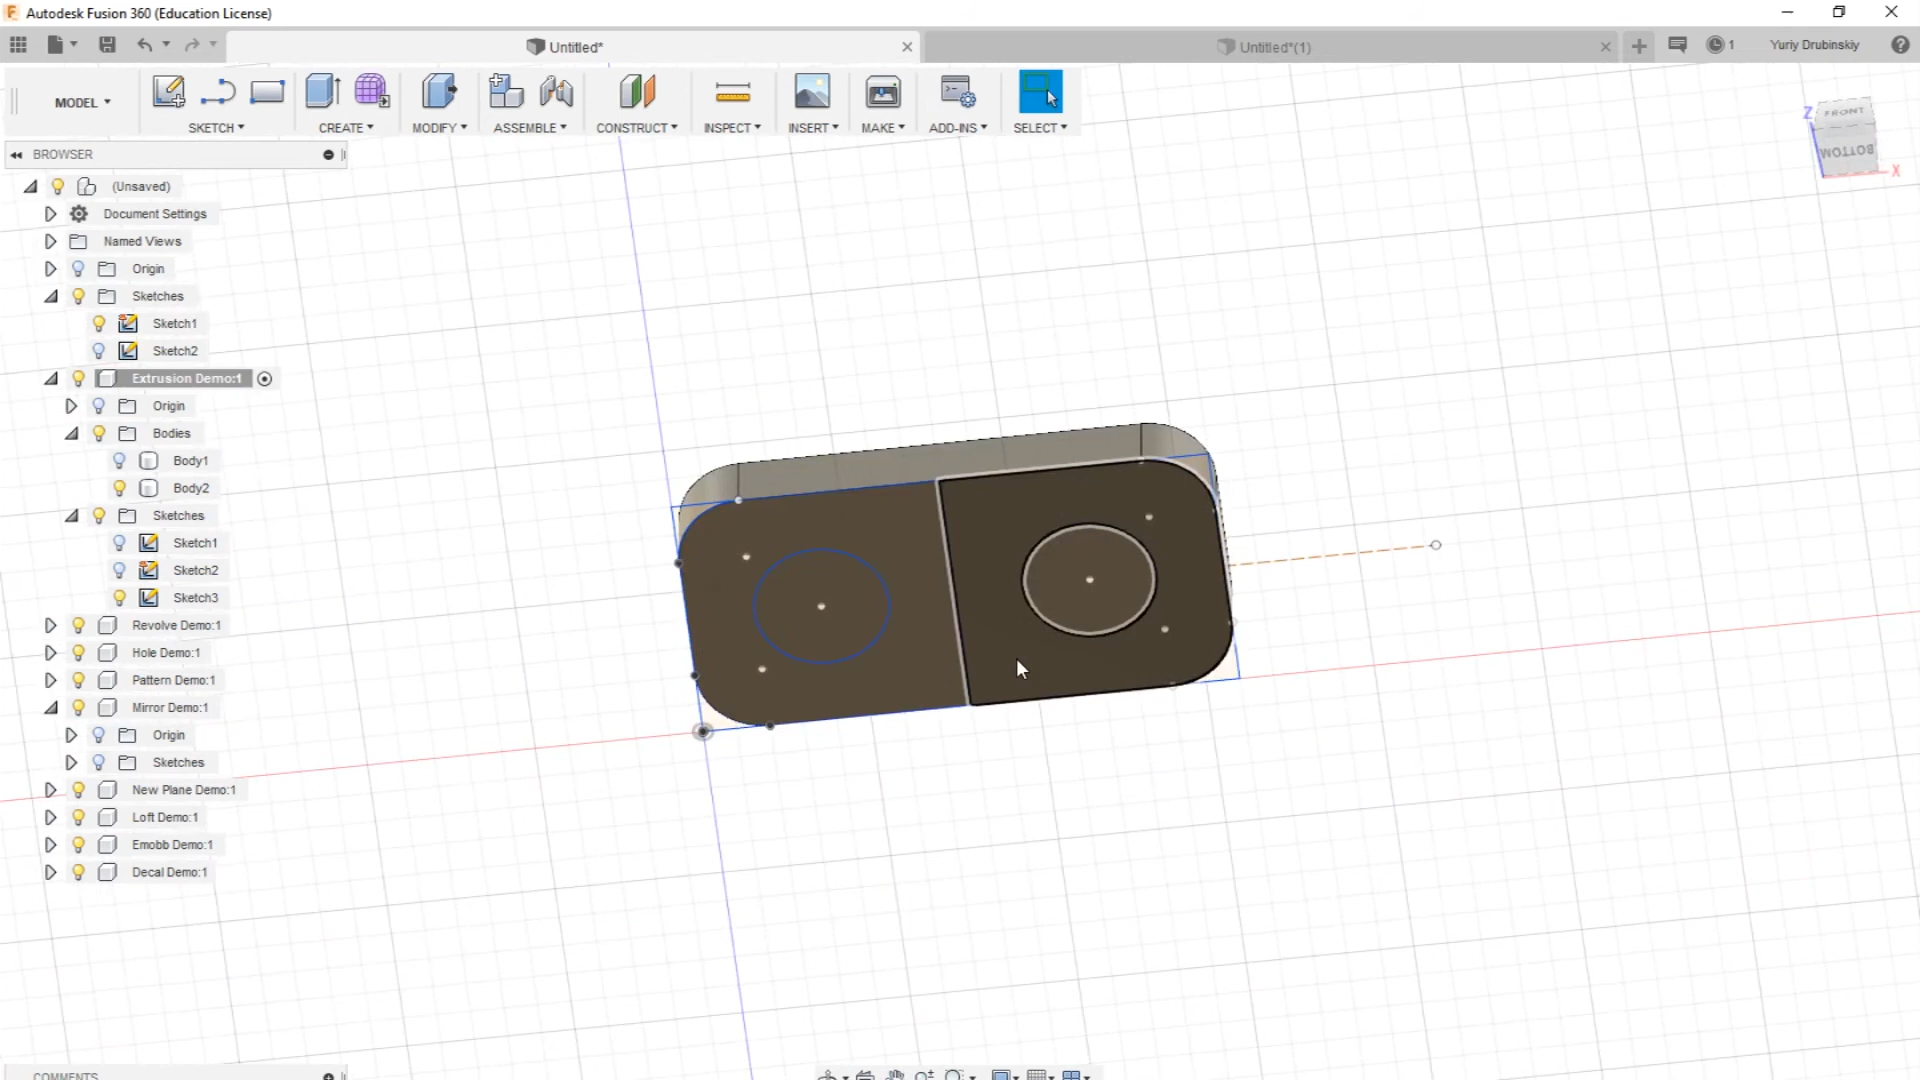 Autodesk Fusion 360 (Education License)
Untitled*
Untitled*(1)
1
Yuriy Drubinskiy
MODEL
SKETCH
CREATE
MODIFY
ASSEMBLE
CONSTRUCT
INSPECT
INSERT
MAKE
ADD-INS
SELECT
Z
FRONT
BOTTOM
X
BROWSER
(Unsaved)
Document Settings
Named Views
Origin
Sketches
Sketch1
Sketch2
Extrusion Demo:1
Origin
Bodies
Body1
Body2
Sketches
Sketch1
Sketch2
Sketch3
Revolve Demo:1
Hole Demo:1
Pattern Demo:1
Mirror Demo:1
Origin
Sketches
New Plane Demo:1
Loft Demo:1
Emobb Demo:1
Decal Demo:1
COMMENTS